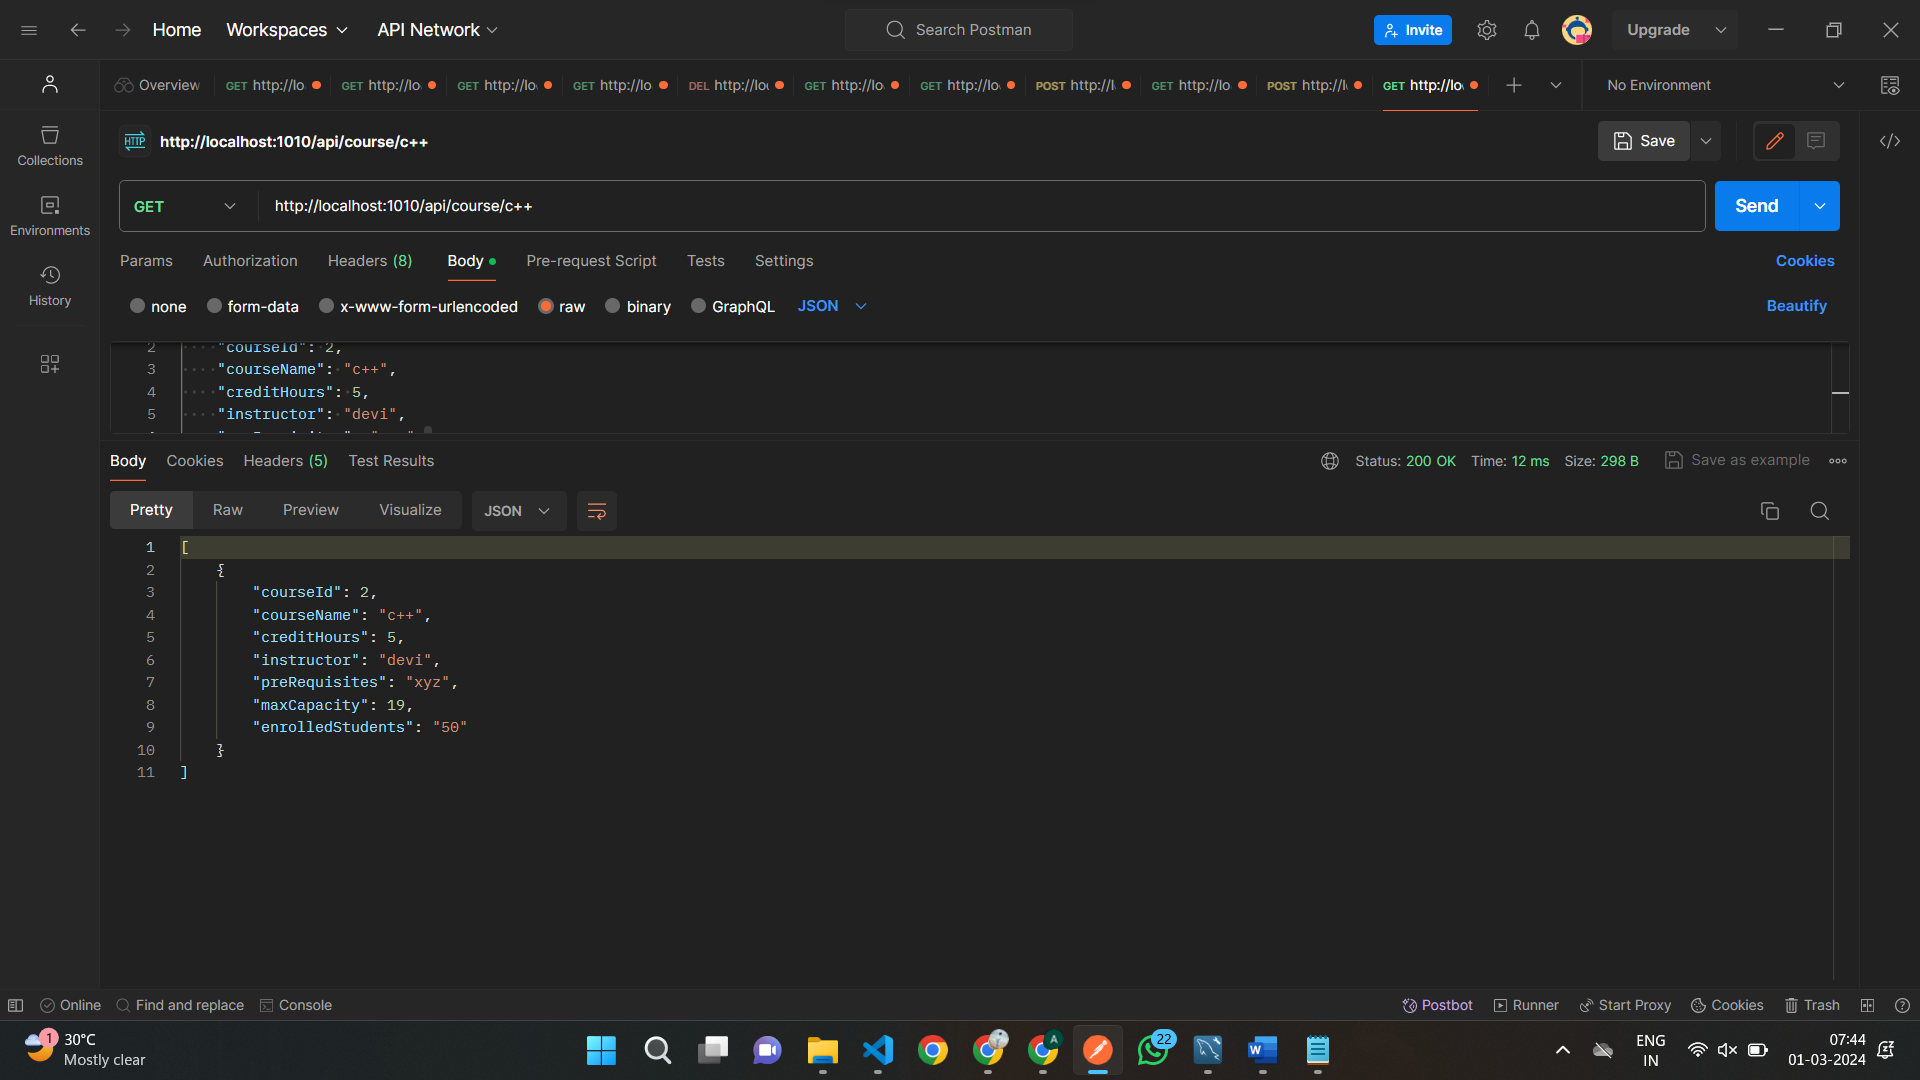 Home Workspaces API Network Search Postman Invite Upgrade
Overview GET http://lo GET http://lo GET http://lo GET http://lo DEL http://lo GET http://lo GET http://lo POST http://l GET http://lo POST http://l GET http://lo No Environment
HTTP http://localhost:1010/api/course/c++ Save
Collections
Environments
History
GET http://localhost:1010/api/course/c++ Send
Params Authorization Headers (8) Body Pre-request Script Tests Settings Cookies
none form-data x-www-form-urlencoded raw binary GraphQL JSON Beautify
2 "courseId": 2,
3 "courseName": "c++",
4 "creditHours": 5,
5 "instructor": "devi",
Body Cookies Headers (5) Test Results Status: 200 OK Time: 12 ms Size: 298 B Save as example
Pretty Raw Preview Visualize JSON
1 [
2 {
3 "courseId": 2,
4 "courseName": "c++",
5 "creditHours": 5,
6 "instructor": "devi",
7 "preRequisites": "xyz",
8 "maxCapacity": 19,
9 "enrolledStudents": "50"
10 }
11 ]
Online Find and replace Console Postbot Runner Start Proxy Cookies Trash
1 30°C
Mostly clear
A 22
ENG
IN
07:44
01-03-2024